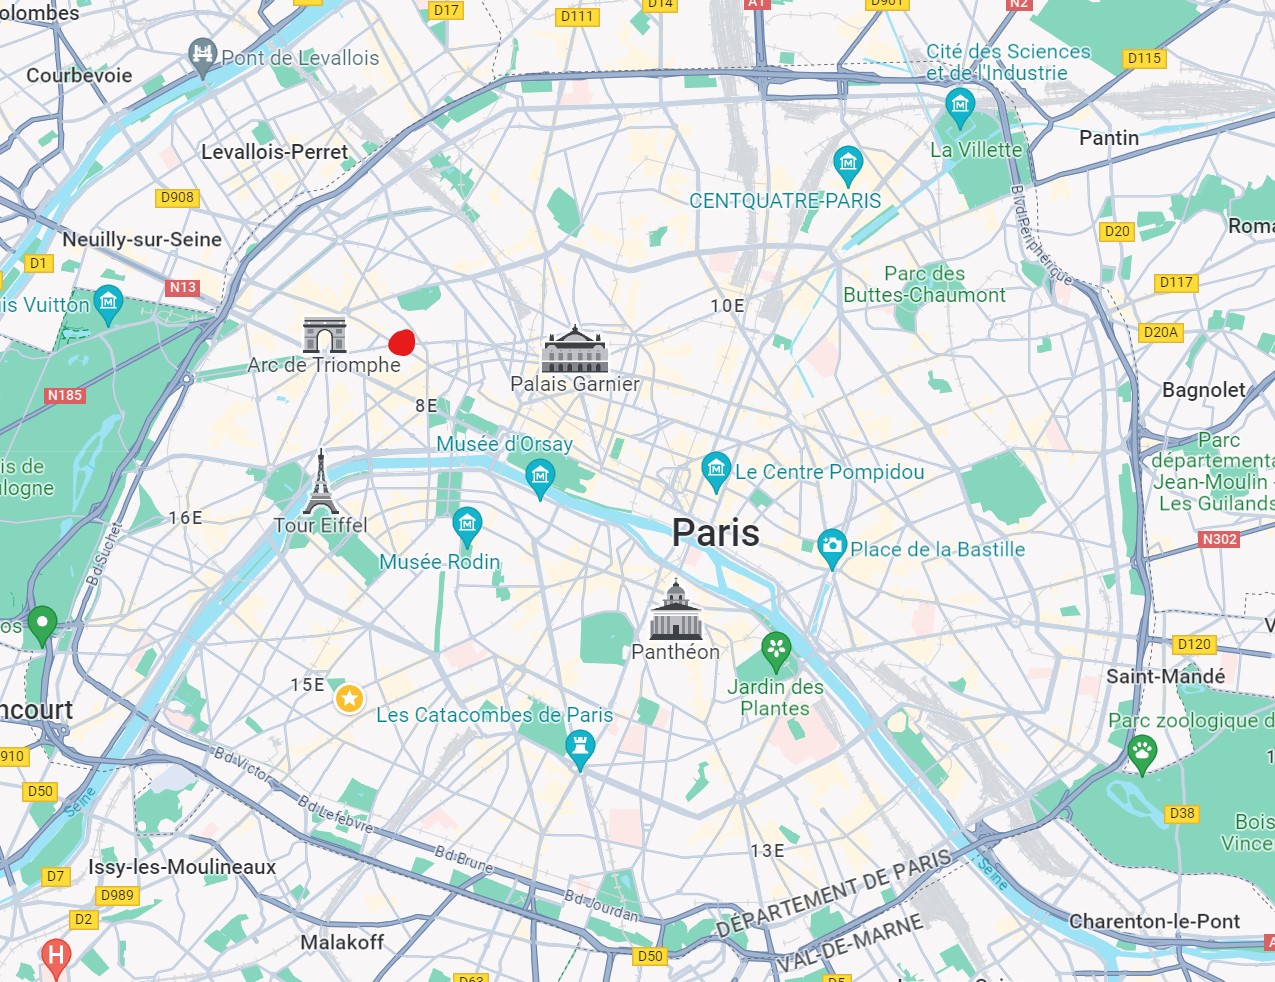 olombes
D17
D111
D14
A1
D901
N2
Pont de Levallois
Courbevoie
Cité des Sciences
et de l'Industrie
D115
Levallois-Perret
La Villette
Pantin
D908
CENTQUATRE-PARIS
Neuilly-sur-Seine
Blvd Périphérique
D20
Roma
D1
N13
Parc des
Buttes-Chaumont
D117
is Vuitton
10E
D20A
Arc de Triomphe
Palais Garnier
N185
8E
Bagnolet
Musée d'Orsay
Parc
départementa
Jean-Moulin -
Les Guilands
is de
logne
Le Centre Pompidou
16E
Tour Eiffel
Paris
N302
Bd Suchet
Musée Rodin
Place de la Bastille
os
Panthéon
D120
15E
Jardin des
Plantes
Saint-Mandé
ncourt
Les Catacombes de Paris
Parc zoologique d
910
Bd Victor
1
D50
Seine
Bd Lefebvre
D38
Bois
Vince
Bd Brune
13E
Issy-les-Moulineaux
D7
D989
Bd Jourdan
DÉPARTEMENT DE PARIS
Seine
D2
VAL-DE-MARNE
Charenton-le-Pont
Malakoff
H
D50
D63
D5